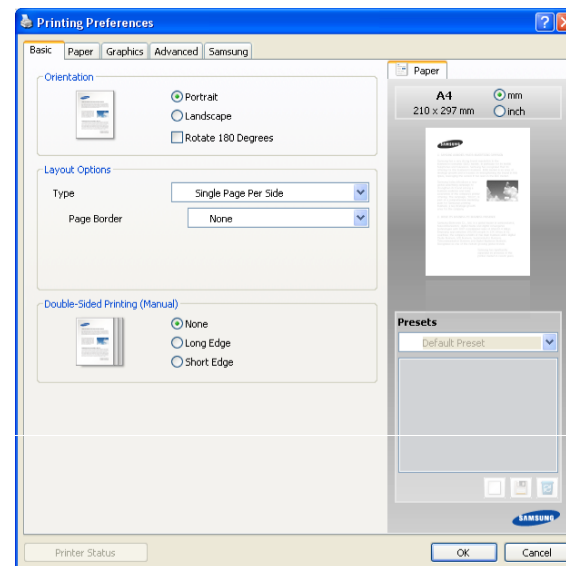 Printing Preferences
Basic Paper Graphics Advanced Samsung
Orientation
Portrait
Landscape
Rotate 180 Degrees
Layout Options
Type Single Page Per Side
Page Border None
Double-Sided Printing (Manual)
None
Long Edge
Short Edge
Paper
A4
210 x 297 mm
mm
inch
SAMSUNG
Presets
Default Preset
SAMSUNG
Printer Status OK Cancel